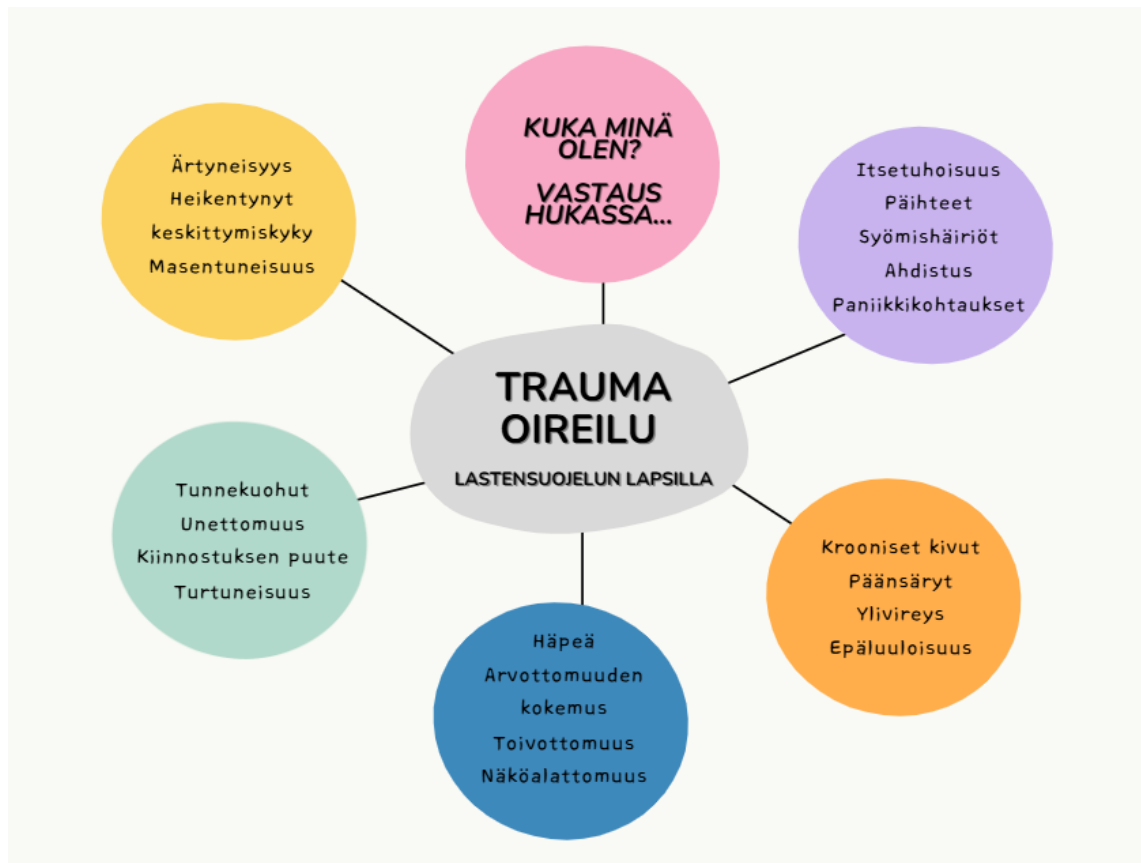 KUKA MINÄ
OLEN?
VASTAUS
HUKASSA...
Ärtyneisyys
Heikentynyt
keskittymiskyky
Masentuneisuus
Itsetuhoisuus
Päihteet
Syömishäiriöt
Ahdistus
Paniikkikohtaukset
TRAUMA
OIREILU
LASTENSUOJELUN LAPSILLA
Tunnekuohut
Unettomuus
Kiinnostuksen puute
Turtuneisuus
Krooniset kivut
Päänsäryt
Ylivireys
Epäluuloisuus
Häpeä
Arvottomuuden
kokemus
Toivottomuus
Näköalattomuus